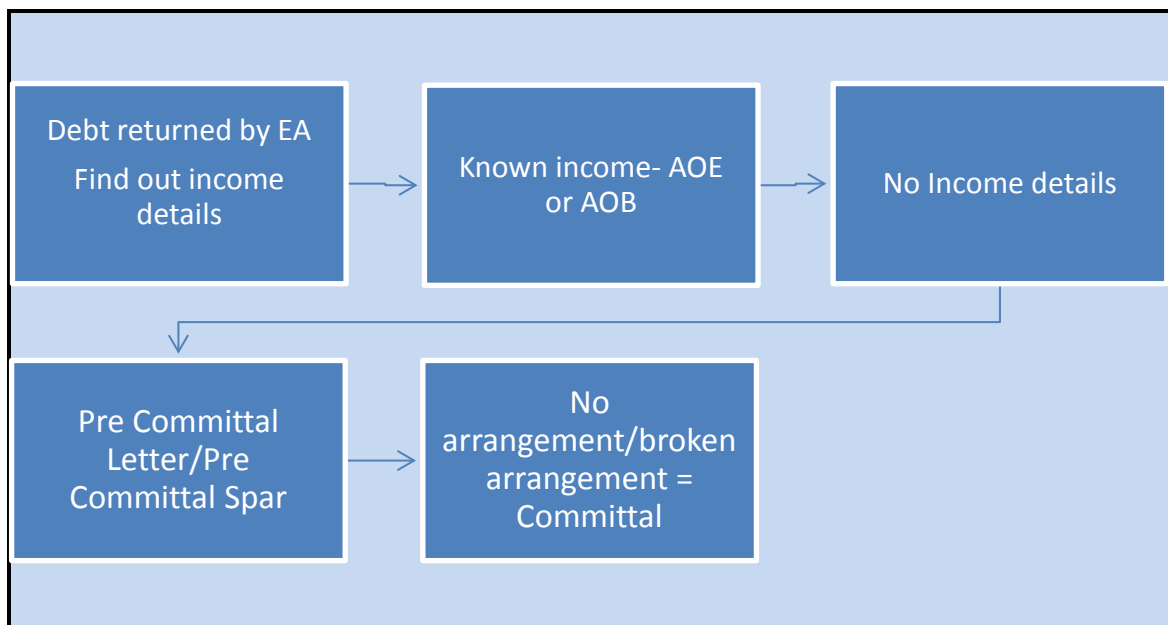 Debt returned by EA
Find out income
details
Known income- AOE
or AOB
No Income details
Pre Committal
Letter/Pre
Committal Spar
No
arrangement/broken
arrangement =
Committal